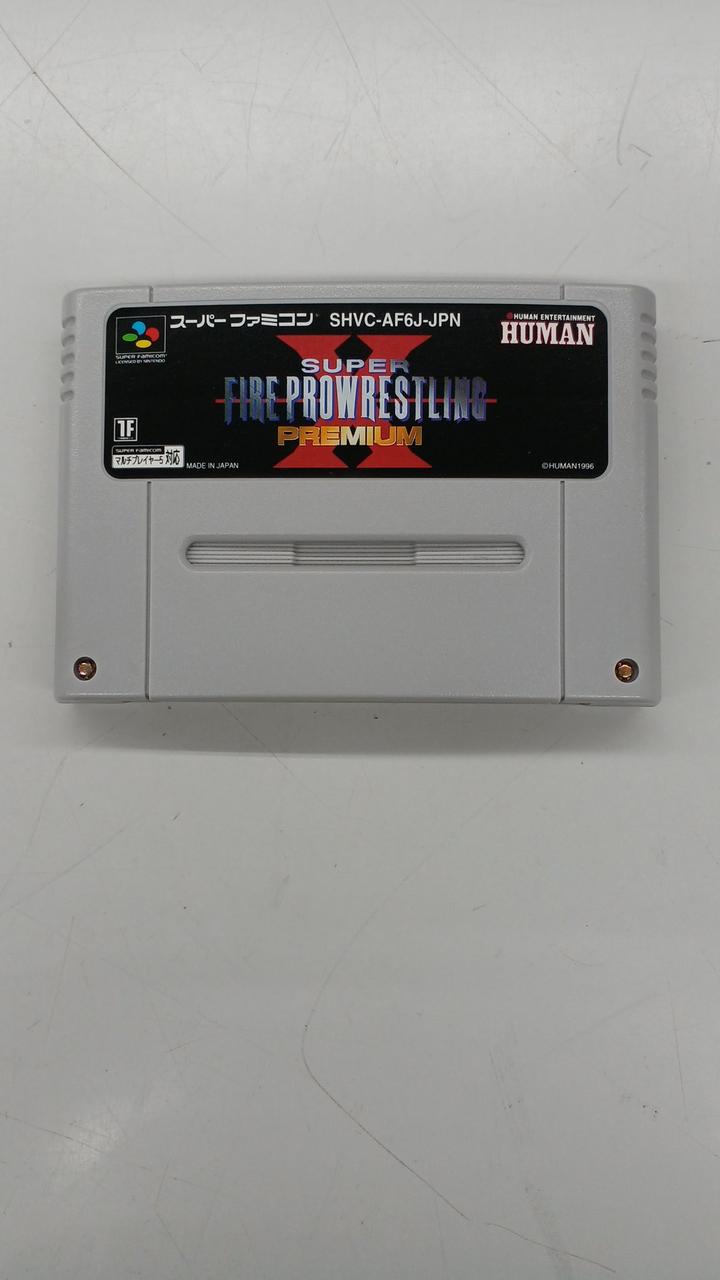 スーパーファミコン SHVC-AF6J-JPN
HUMAN ENTERTAINMENT
HUMAN
SUPER FAMICOM
LICENSED BY NINTENDO
SUPER
FIRE PROWRESTLING
X
PREMIUM
1F
SUPER FAMICOM
マルチプレイヤー5 対応
MADE IN JAPAN
©HUMAN1996